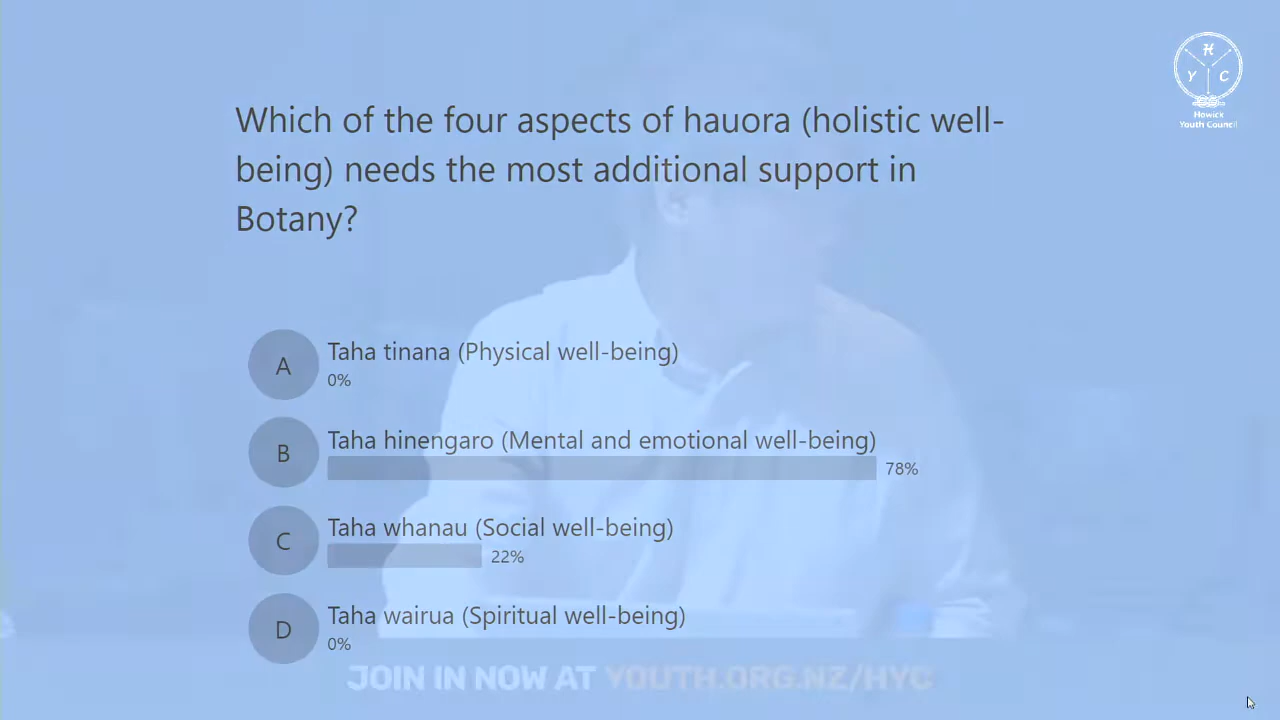 H
Y C
Howick
Youth Council
Which of the four aspects of hauora (holistic well-
being) needs the most additional support in
Botany?
A
Taha tinana (Physical well-being)
0%
B
Taha hinengaro (Mental and emotional well-being)
78%
C
Taha whanau (Social well-being)
22%
D
Taha wairua (Spiritual well-being)
0%
JOIN IN NOW AT YOUTH.ORG.NZ/HYC